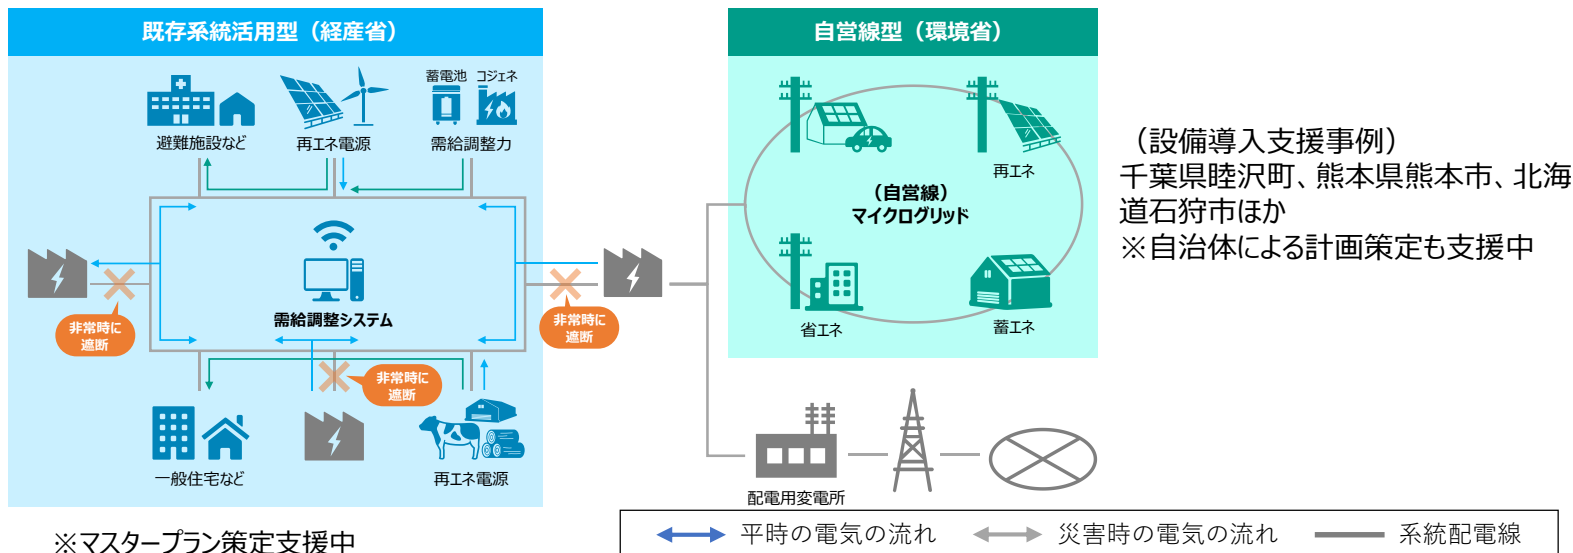 既存系統活用型（経産省）
避難施設など
再エネ電源
蓄電池
コジェネ
需給調整力
需給調整システム
非常時に
遮断
非常時に
遮断
非常時に
遮断
一般住宅など
再エネ電源
※マスタープラン策定支援中
自営線型（環境省）
再エネ
（自営線）
マイクログリッド
省エネ
蓄エネ
配電用変電所
（設備導入支援事例）
千葉県睦沢町、熊本県熊本市、北海
道石狩市ほか
※自治体による計画策定も支援中
平時の電気の流れ
災害時の電気の流れ
系統配電線